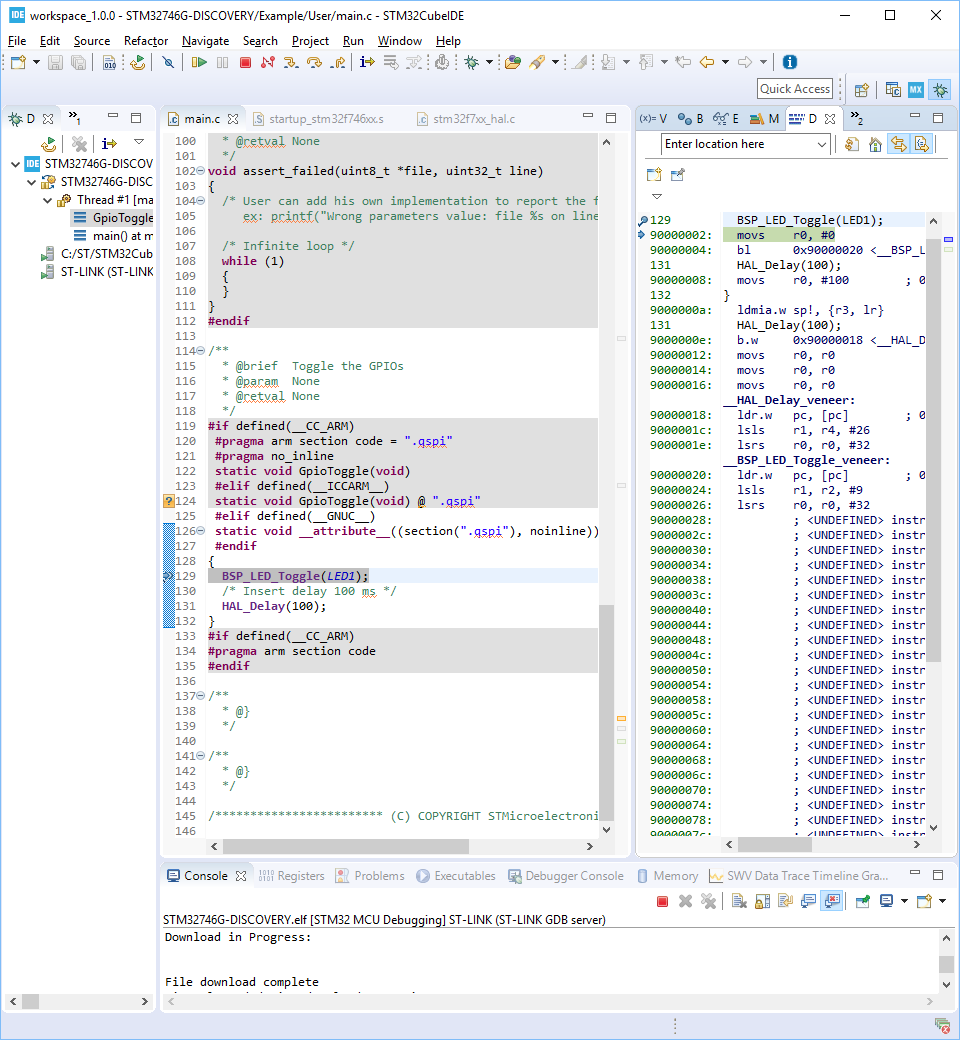 workspace_1.0.0 - STM32746G-DISCOVERY/Example/User/main.c - STM32CubeIDE
File Edit Source Refactor Navigate Search Project Run Window Help
Quick Access
D
1
STM32746G-DISCOV
STM32746G-DISC
Thread #1 [ma
GpioToggle
main() at m
C:/ST/STM32Cub
ST-LINK (ST-LINK
main.c startup_stm32f746xx.s stm32f7xx_hal.c
100 * @retval None
101 */
102 void assert_failed(uint8_t *file, uint32_t line)
103 {
104 /* User can add his own implementation to report the f
105 ex: printf("Wrong parameters value: file %s on line
106
107 /* Infinite loop */
108 while (1)
109 {
110 }
111 }
112 #endif
113
114 /**
115 * @brief Toggle the GPIOs
116 * @param None
117 * @retval None
118 */
119 #if defined(__CC_ARM)
120 #pragma arm section code = ".qspi"
121 #pragma no_inline
122 static void GpioToggle(void)
123 #elif defined(__ICCARM__)
124 static void GpioToggle(void) @ ".qspi"
125 #elif defined(__GNUC__)
126 static void __attribute__((section(".qspi"), noinline))
127 #endif
128 {
129 BSP_LED_Toggle(LED1);
130 /* Insert delay 100 ms */
131 HAL_Delay(100);
132 }
133 #if defined(__CC_ARM)
134 #pragma arm section code
135 #endif
136
137 /**
138 * @}
139 */
140
141 /**
142 * @}
143 */
144
145 /************************ (C) COPYRIGHT STMicroelectroni
146
(x)= V B E M D 2
Enter location here
129 BSP_LED_Toggle(LED1);
90000002: movs r0, #0
90000004: bl 0x90000020 <__BSP_L
131 HAL_Delay(100);
90000008: movs r0, #100 ; 0
132 }
9000000a: ldmia.w sp!, {r3, lr}
131 HAL_Delay(100);
9000000e: b.w 0x90000018 <__HAL_D
90000012: movs r0, r0
90000014: movs r0, r0
90000016: movs r0, r0
__HAL_Delay_veneer:
90000018: ldr.w pc, [pc] ; 0
9000001c: lsls r1, r4, #26
9000001e: lsrs r0, r0, #32
__BSP_LED_Toggle_veneer:
90000020: ldr.w pc, [pc] ; 0
90000024: lsls r1, r2, #9
90000026: lsrs r0, r0, #32
90000028: ; <UNDEFINED> instr
9000002c: ; <UNDEFINED> instr
90000030: ; <UNDEFINED> instr
90000034: ; <UNDEFINED> instr
90000038: ; <UNDEFINED> instr
9000003c: ; <UNDEFINED> instr
90000040: ; <UNDEFINED> instr
90000044: ; <UNDEFINED> instr
90000048: ; <UNDEFINED> instr
9000004c: ; <UNDEFINED> instr
90000050: ; <UNDEFINED> instr
90000054: ; <UNDEFINED> instr
90000058: ; <UNDEFINED> instr
9000005c: ; <UNDEFINED> instr
90000060: ; <UNDEFINED> instr
90000064: ; <UNDEFINED> instr
90000068: ; <UNDEFINED> instr
9000006c: ; <UNDEFINED> instr
90000070: ; <UNDEFINED> instr
90000074: ; <UNDEFINED> instr
90000078: ; <UNDEFINED> instr
9000007c: ; <UNDEFINED> instr
Console Registers Problems Executables Debugger Console Memory SWV Data Trace Timeline Gra...
STM32746G-DISCOVERY.elf [STM32 MCU Debugging] ST-LINK (ST-LINK GDB server)
Download in Progress:
File download complete